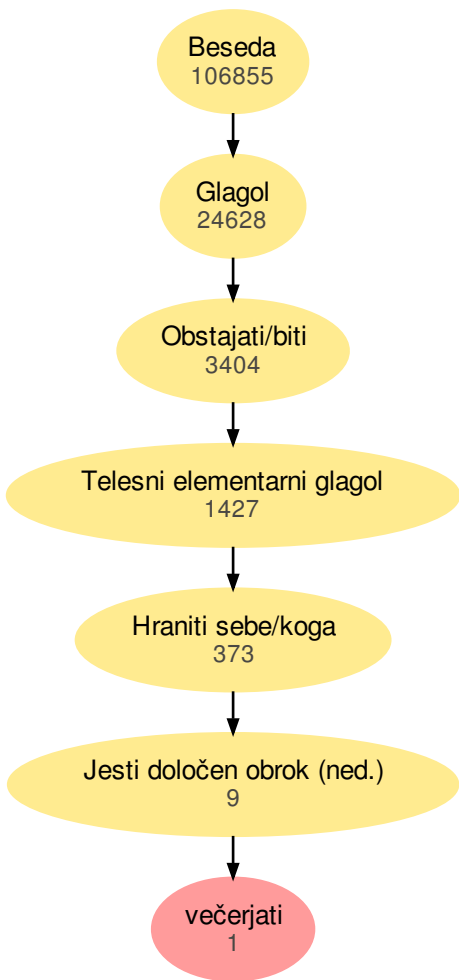 Beseda
106855
Glagol
24628
Obstajati/biti
3404
Telesni elementarni glagol
1427
Hraniti sebe/koga
373
Jesti določen obrok (ned.)
9
večerjati
1